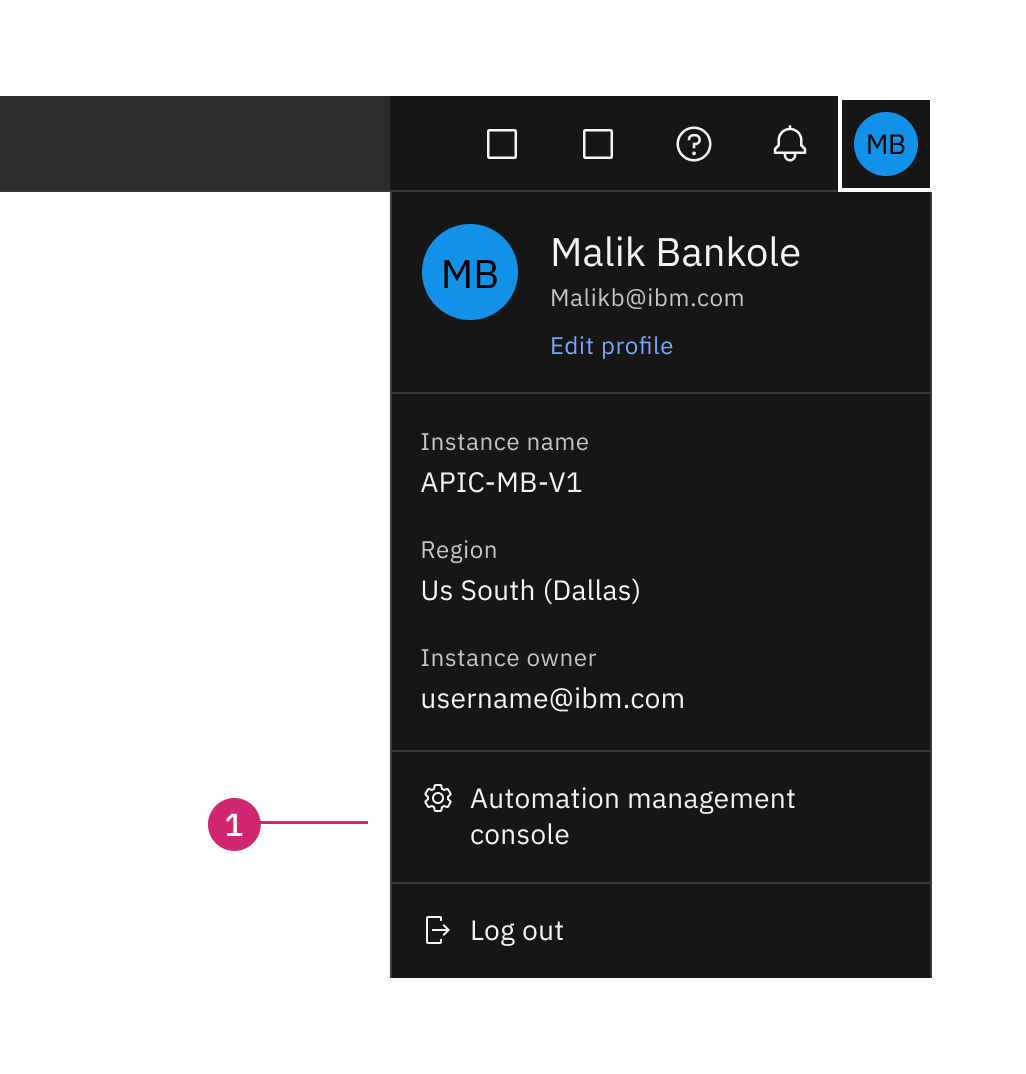 MB
MB
Malik Bankole
Malikb@ibm.com
Edit profile
Instance name
APIC-MB-V1
Region
Us South (Dallas)
Instance owner
username@ibm.com
1
Automation management
console
Log out